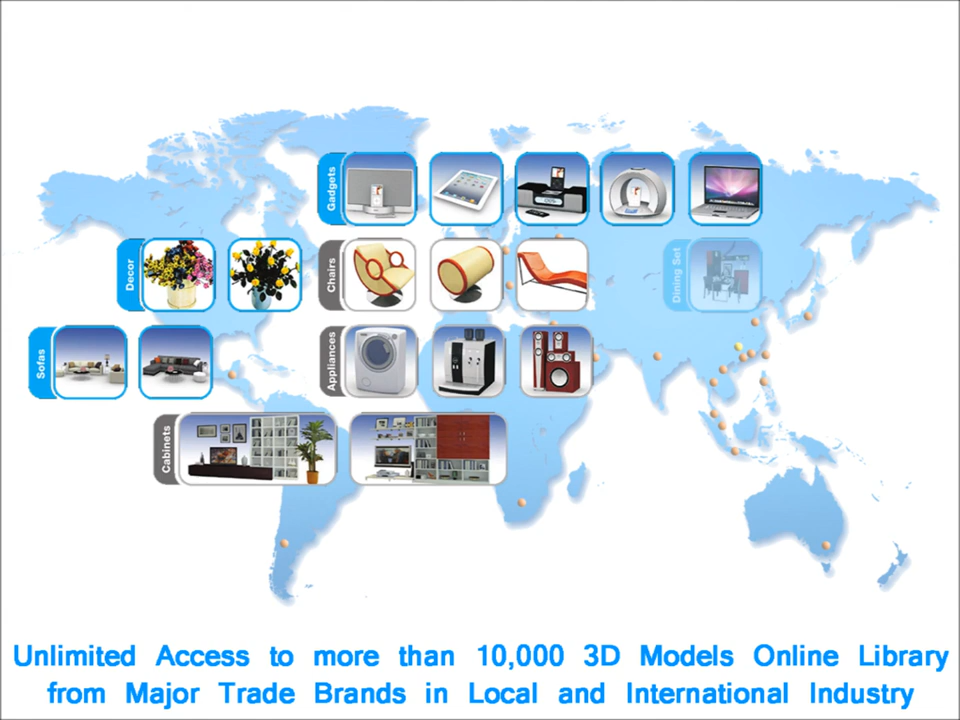 Gadgets
Decor
Chairs
Dining Set
Sofas
Appliances
Cabinets
Unlimited Access to more than 10,000 3D Models Online Library
from Major Trade Brands in Local and International Industry